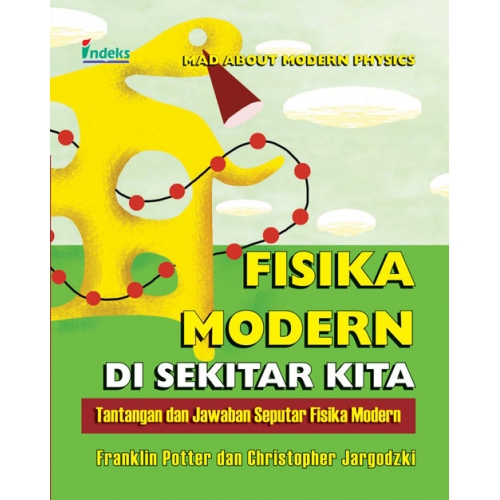 indeks
MAD ABOUT MODERN PHYSICS
FISIKA
MODERN
DI SEKITAR KITA
Tantangan dan Jawaban Seputar Fisika Modern
Franklin Potter dan Christopher Jargodzki